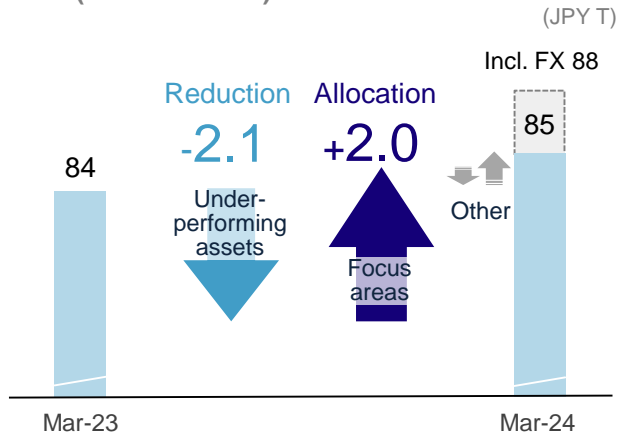 (JPY T)
Incl. FX 88
Reduction
Allocation
-2.1
+2.0
85
84
Under-
performing
assets
Other
Focus
areas
Mar-23
Mar-24